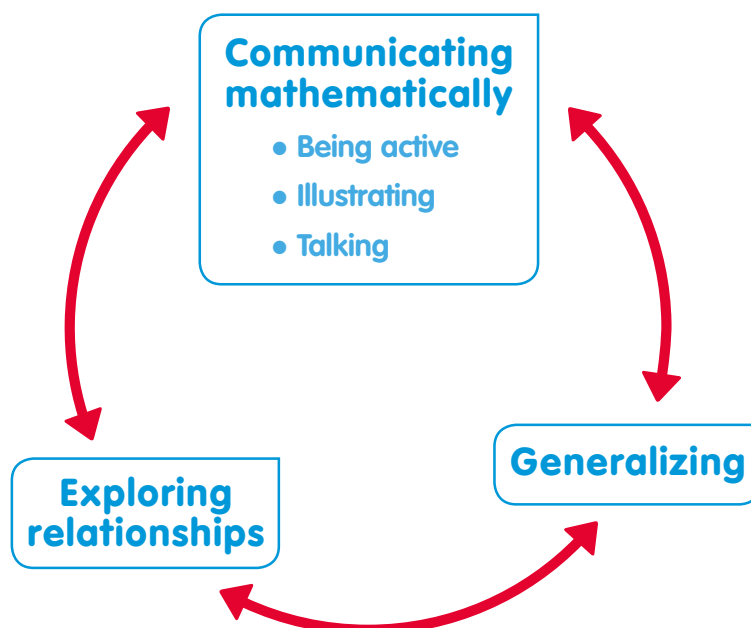 Communicating
mathematically
• Being active
• Illustrating
• Talking
Exploring
relationships
Generalizing